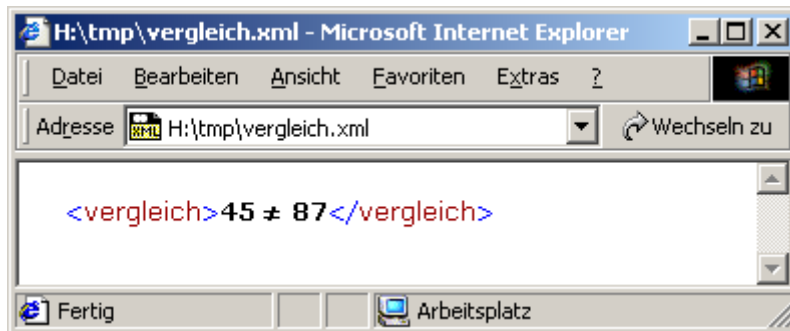 H:\tmp\vergleich.xml - Microsoft Internet Explorer
Datei Bearbeiten Ansicht Favoriten Extras ?
Adresse XML H:\tmp\vergleich.xml Wechseln zu
<vergleich>45 ≠ 87</vergleich>
Fertig Arbeitsplatz